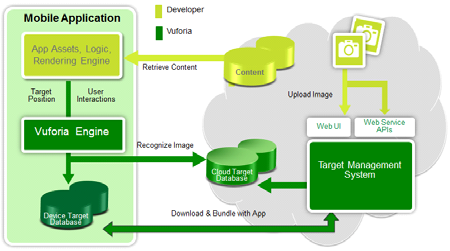 Mobile Application
Developer
Vuforia
App Assets, Logic,
Rendering Engine
Retrieve Content
Content
Target
Position
User
Interactions
Upload Image
Web UI
Web Service
APIs
Vuforia Engine
Recognize Image
Cloud Target
Database
Target Management
System
Device Target
Database
Download & Bundle with App